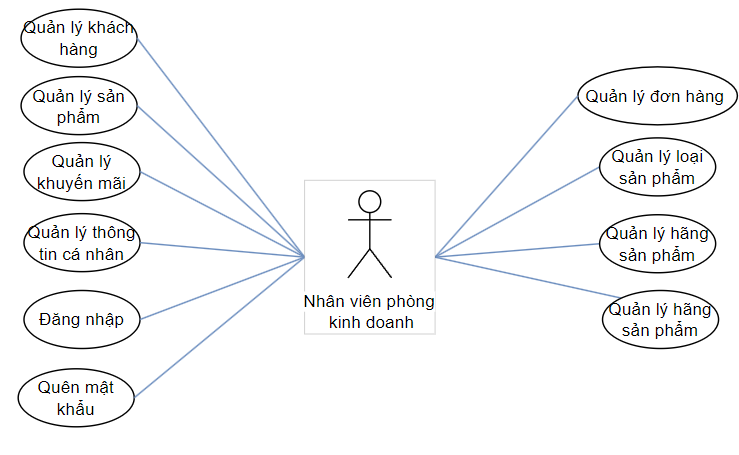 Quản lý khách
hàng
Quản lý sản
phẩm
Quản lý
khuyến mãi
Quản lý thông
tin cá nhân
Đăng nhập
Quên mật
khẩu
Nhân viên phòng
kinh doanh
Quản lý đơn hàng
Quản lý loại
sản phẩm
Quản lý hãng
sản phẩm
Quản lý hãng
sản phẩm